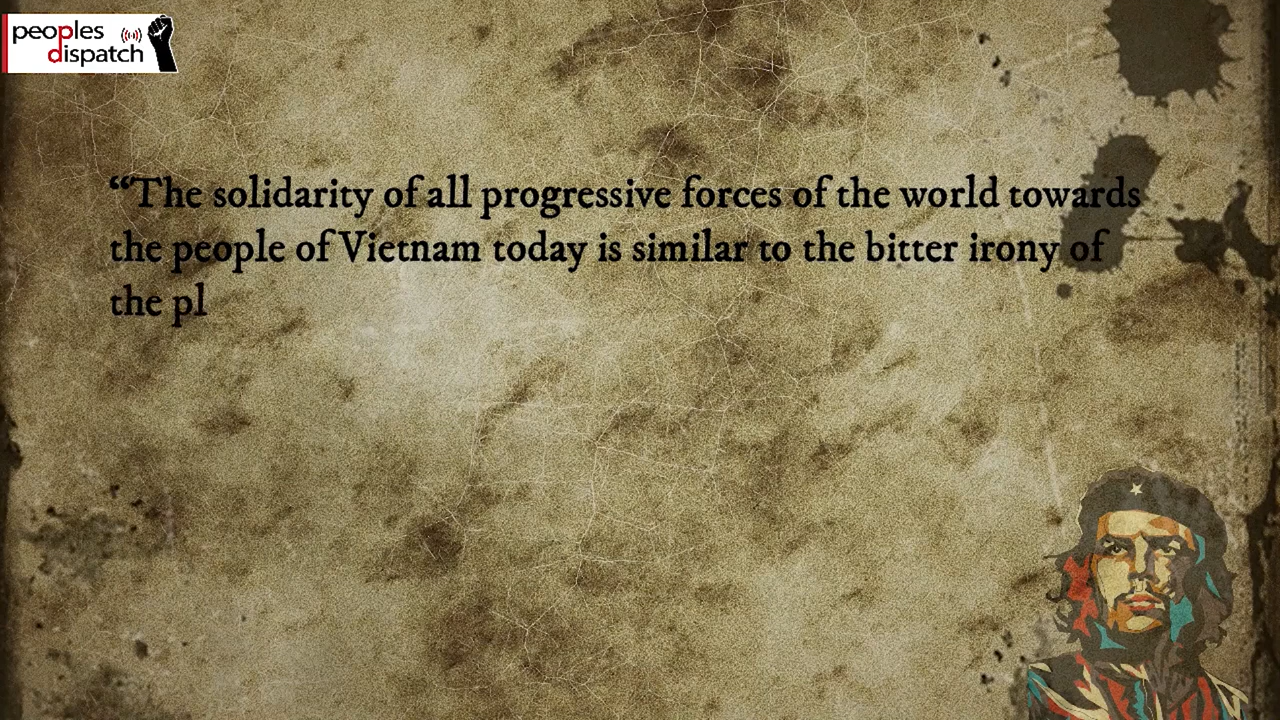 peoples
dispatch
“The solidarity of all progressive forces of the world towards
the people of Vietnam today is similar to the bitter irony of
the pl